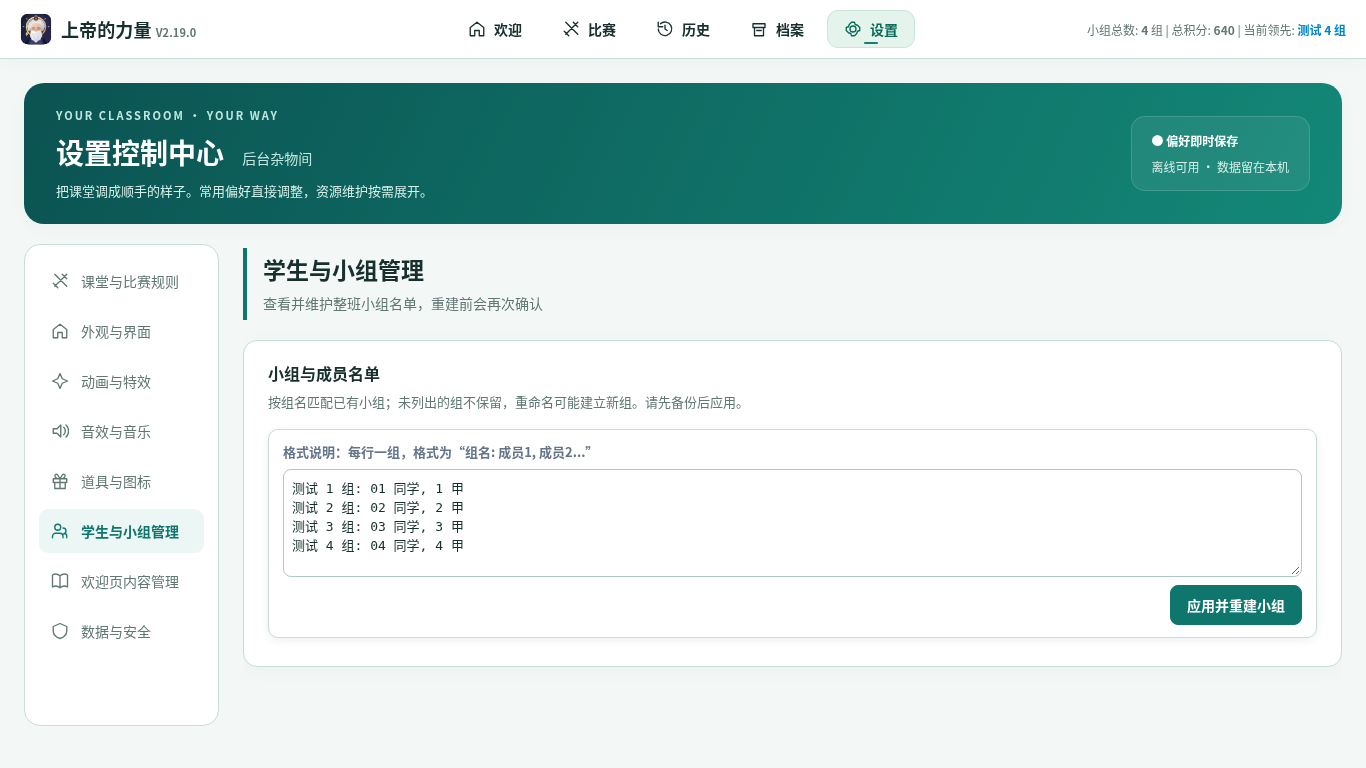 上帝的力量 V2.19.0
欢迎
比赛
历史
档案
设置
小组总数: 4 组 | 总积分: 640 | 当前领先: 测试 4 组
YOUR CLASSROOM · YOUR WAY
设置控制中心 后台杂物间
把课堂调成顺手的样子。常用偏好直接调整，资源维护按需展开。
偏好即时保存
离线可用 · 数据留在本机
课堂与比赛规则
外观与界面
动画与特效
音效与音乐
道具与图标
学生与小组管理
欢迎页内容管理
数据与安全
学生与小组管理
查看并维护整班小组名单，重建前会再次确认
小组与成员名单
按组名匹配已有小组；未列出的组不保留，重命名可能建立新组。请先备份后应用。
格式说明：每行一组，格式为“组名: 成员1, 成员2...”
测试 1 组: 01 同学, 1 甲
测试 2 组: 02 同学, 2 甲
测试 3 组: 03 同学, 3 甲
测试 4 组: 04 同学, 4 甲
应用并重建小组